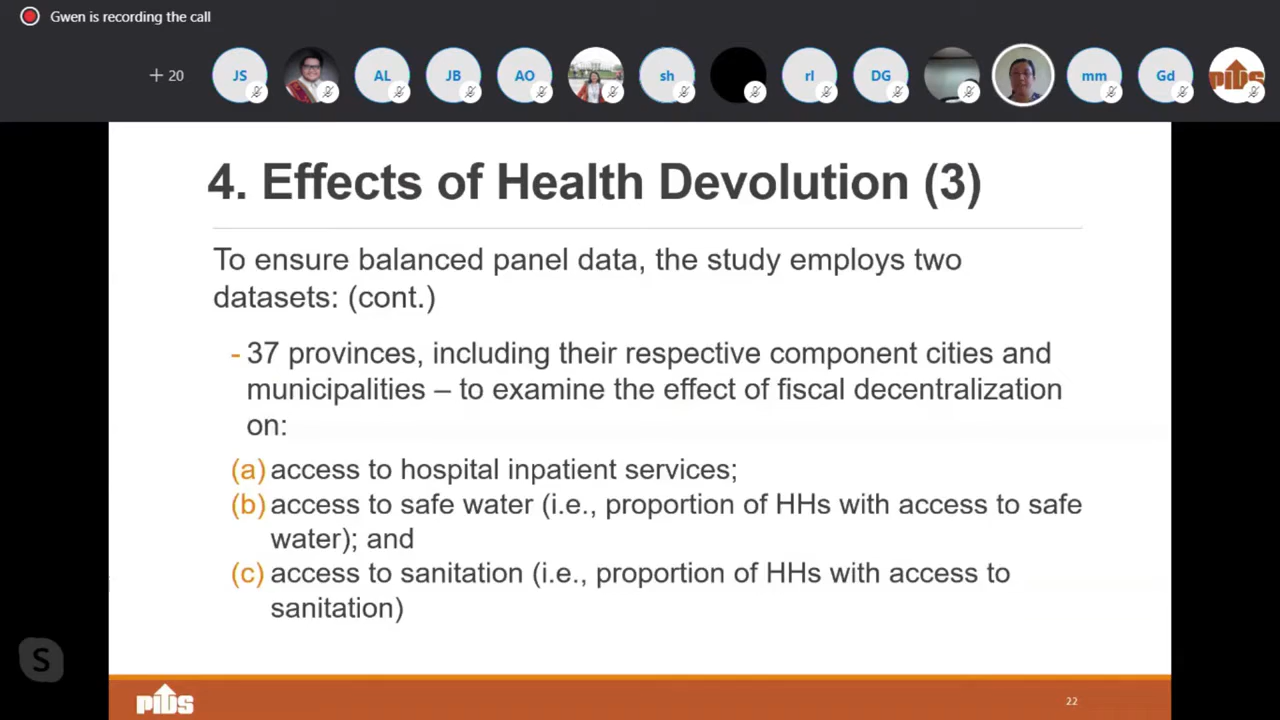 Gwen is recording the call
+ 20
JS
AL
JB
AO
sh
rl
DG
mm
Gd
PIDS
4. Effects of Health Devolution (3)
To ensure balanced panel data, the study employs two
datasets: (cont.)
- 37 provinces, including their respective component cities and
municipalities – to examine the effect of fiscal decentralization
on:
(a) access to hospital inpatient services;
(b) access to safe water (i.e., proportion of HHs with access to safe
water); and
(c) access to sanitation (i.e., proportion of HHs with access to
sanitation)
S
PIDS
22